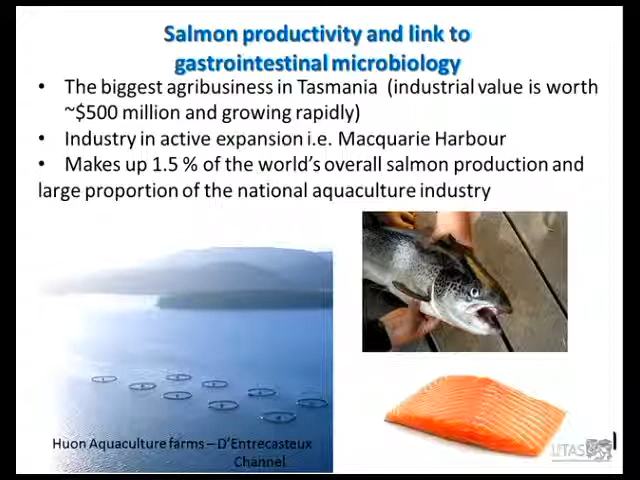 Salmon productivity and link to
gastrointestinal microbiology
• The biggest agribusiness in Tasmania (industrial value is worth
~$500 million and growing rapidly)
• Industry in active expansion i.e. Macquarie Harbour
• Makes up 1.5 % of the world's overall salmon production and
large proportion of the national aquaculture industry
Huon Aquaculture farms – D'Entrecasteux
Channel
UTAS